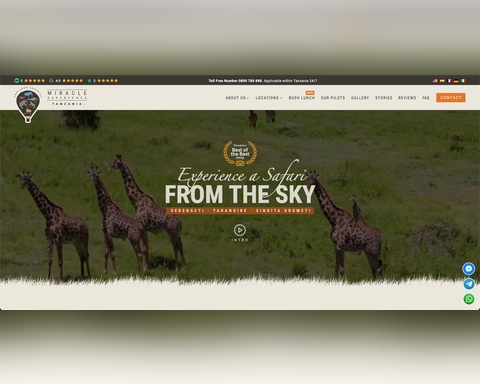 5
4.9
5
Toll Free Number 0800 780 888. Applicable within Tanzania 24/7
MIRACLE
EXPERIENCE
TANZANIA
NEW
ABOUT US
LOCATIONS
BUSH LUNCH
OUR PILOTS
GALLERY
STORIES
REVIEWS
FAQ
CONTACT
Best of
the Best
Experience a Safari
FROM THE SKY
SERENGETI - TARANGIRE - SINGITA GRUMETI
INTRO